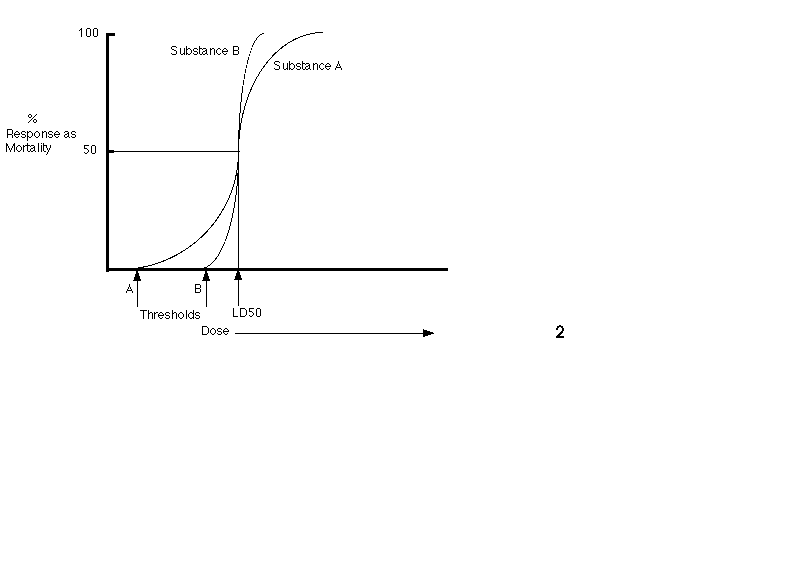 100
Substance B
Substance A
%
Response as
Mortality
50
A
B
Thresholds
LD50
Dose
2